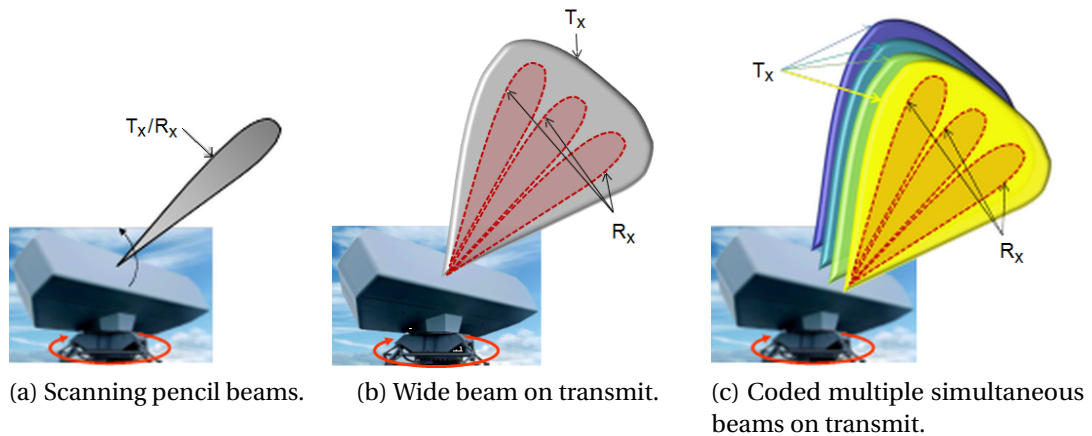 Tx/Rx
(a) Scanning pencil beams.
Tx
Rx
(b) Wide beam on transmit.
Tx
Rx
(c) Coded multiple simultaneous
beams on transmit.